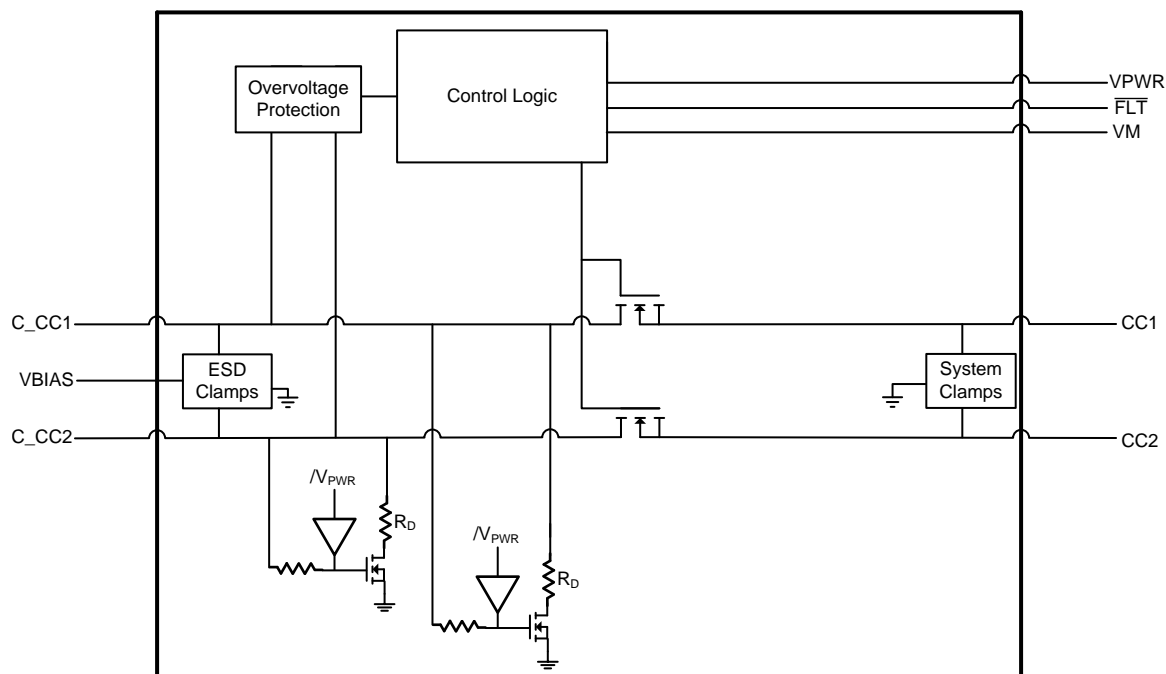 Overvoltage
Protection
Control Logic
VPWR
FLT
VM
C_CC1
CC1
ESD
Clamps
VBIAS
System
Clamps
C_CC2
CC2
/VPWR
RD
/VPWR
RD